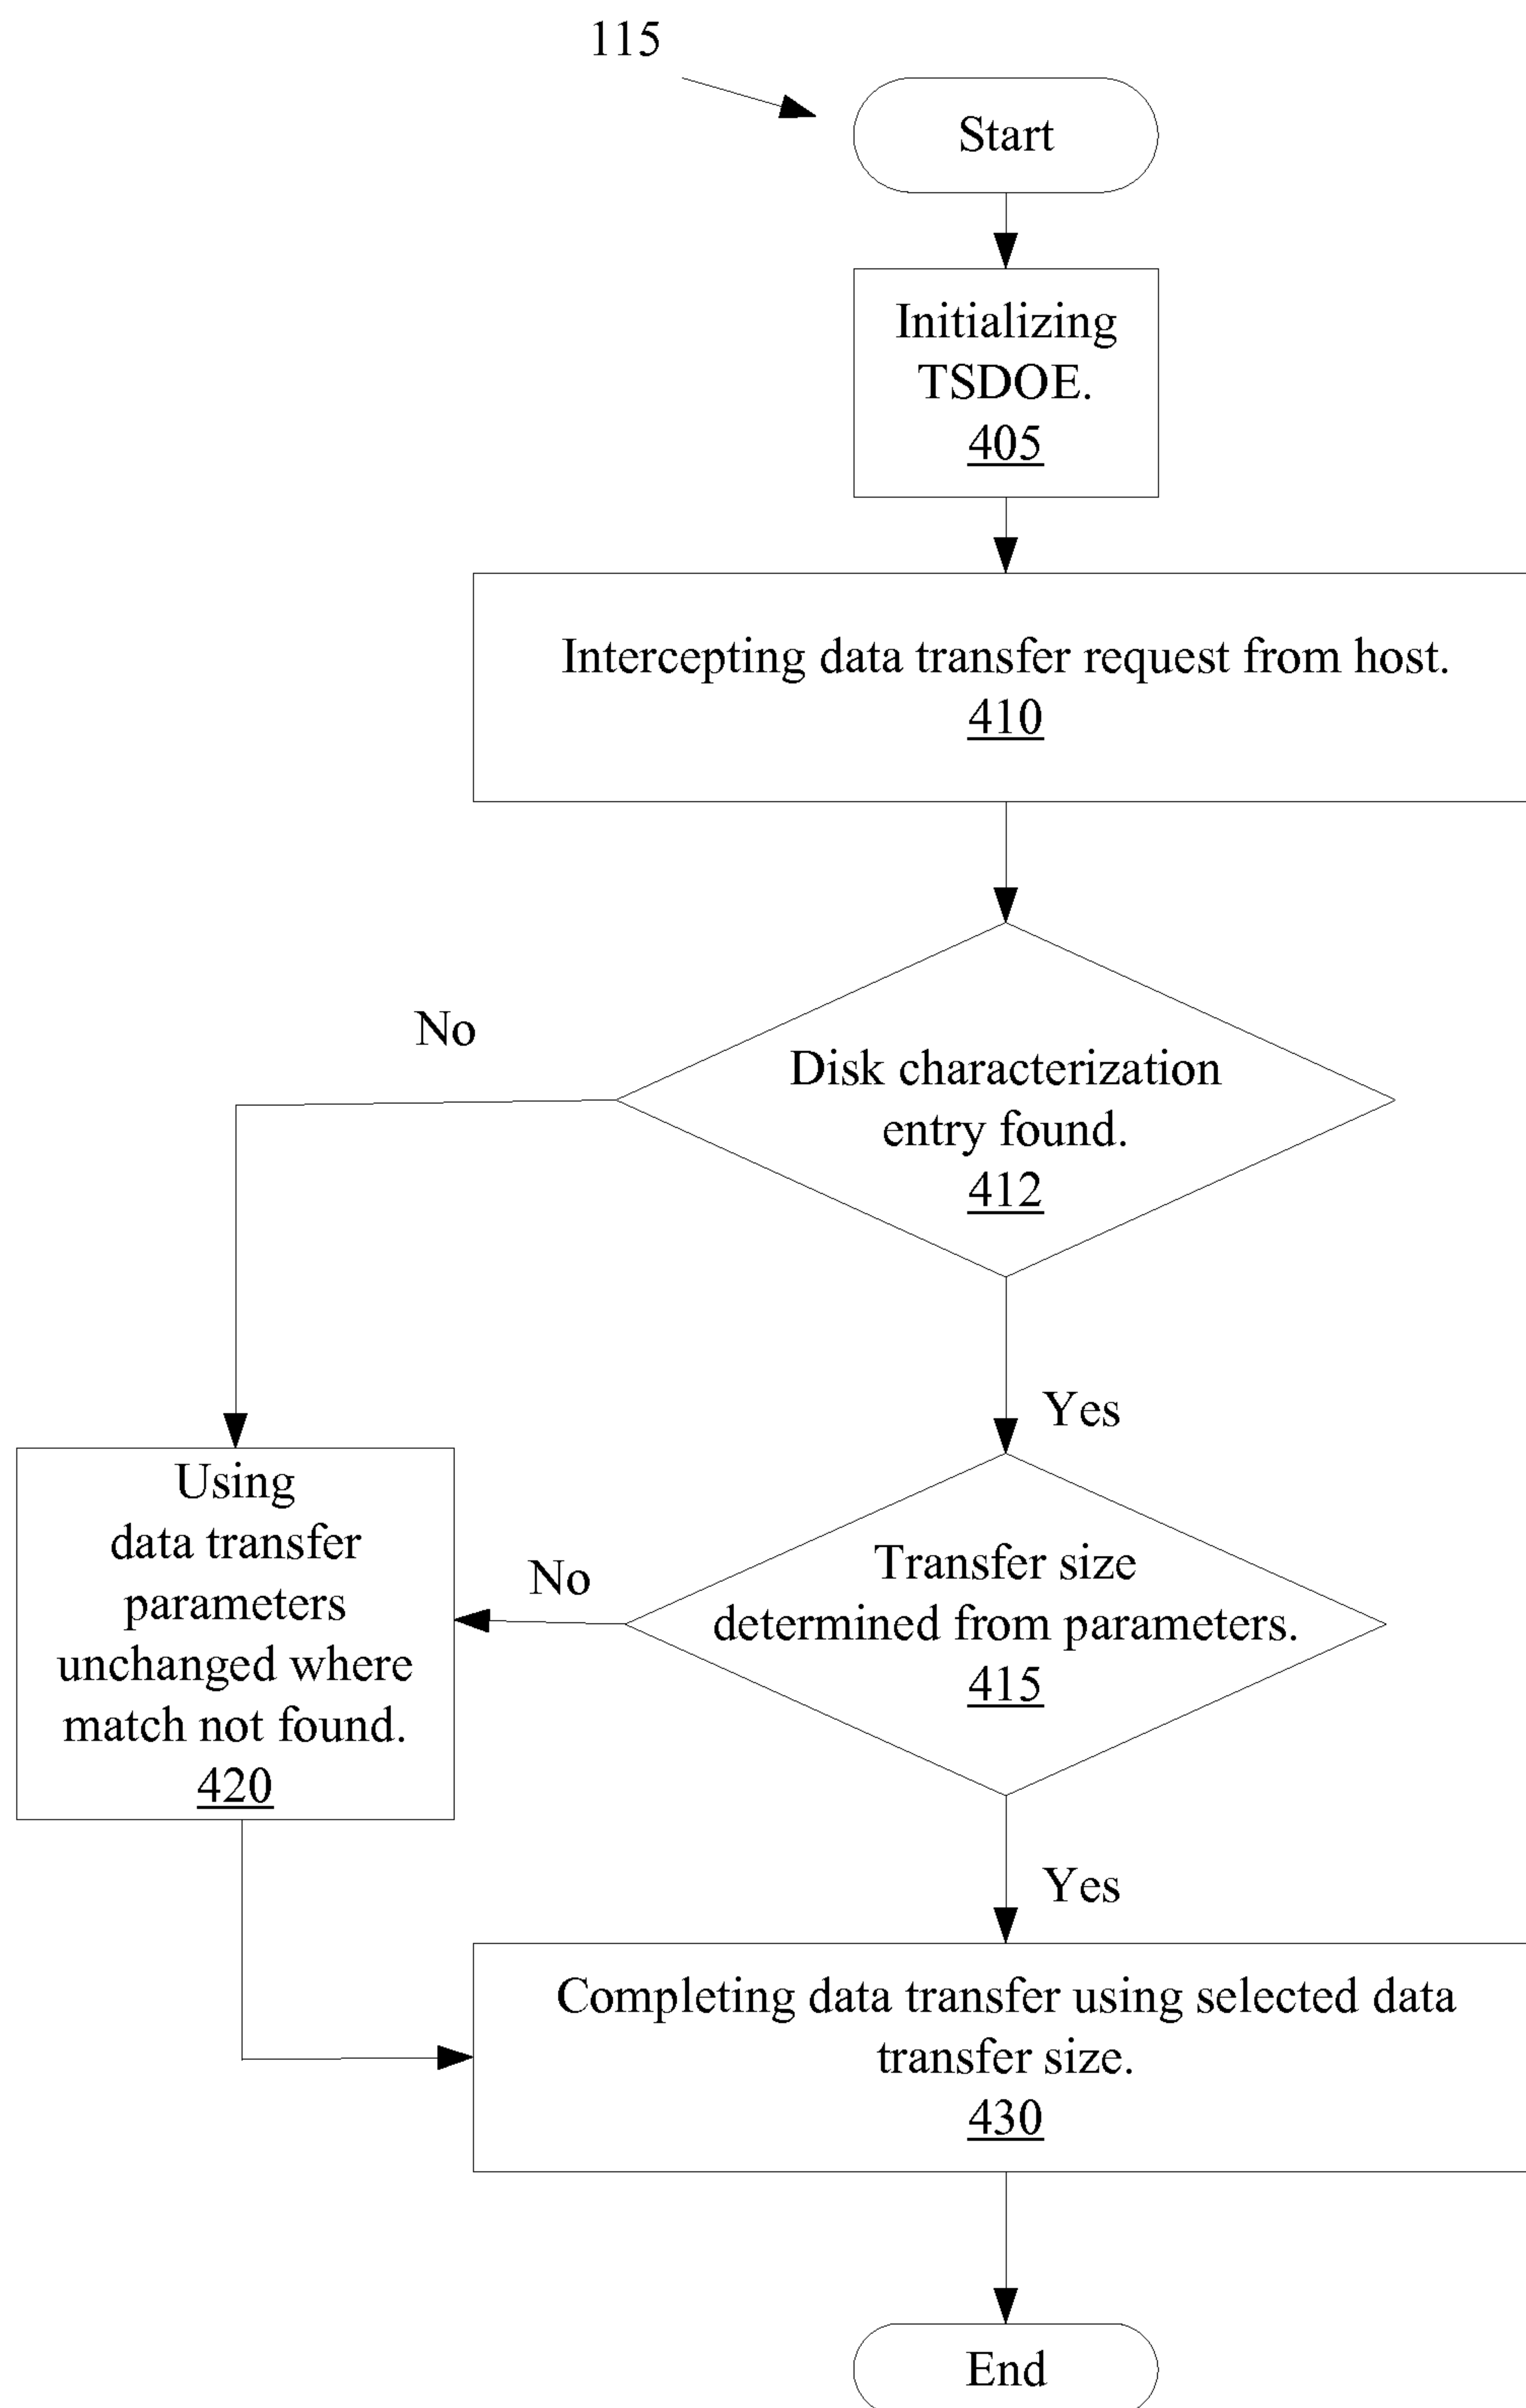 115
Start
Initializing
TSDOE.
405
Intercepting data transfer request from host.
410
No
Disk characterization
entry found.
412
Yes
Using
data transfer
parameters
unchanged where
match not found.
420
No
Transfer size
determined from parameters.
415
Yes
Completing data transfer using selected data
transfer size.
430
End